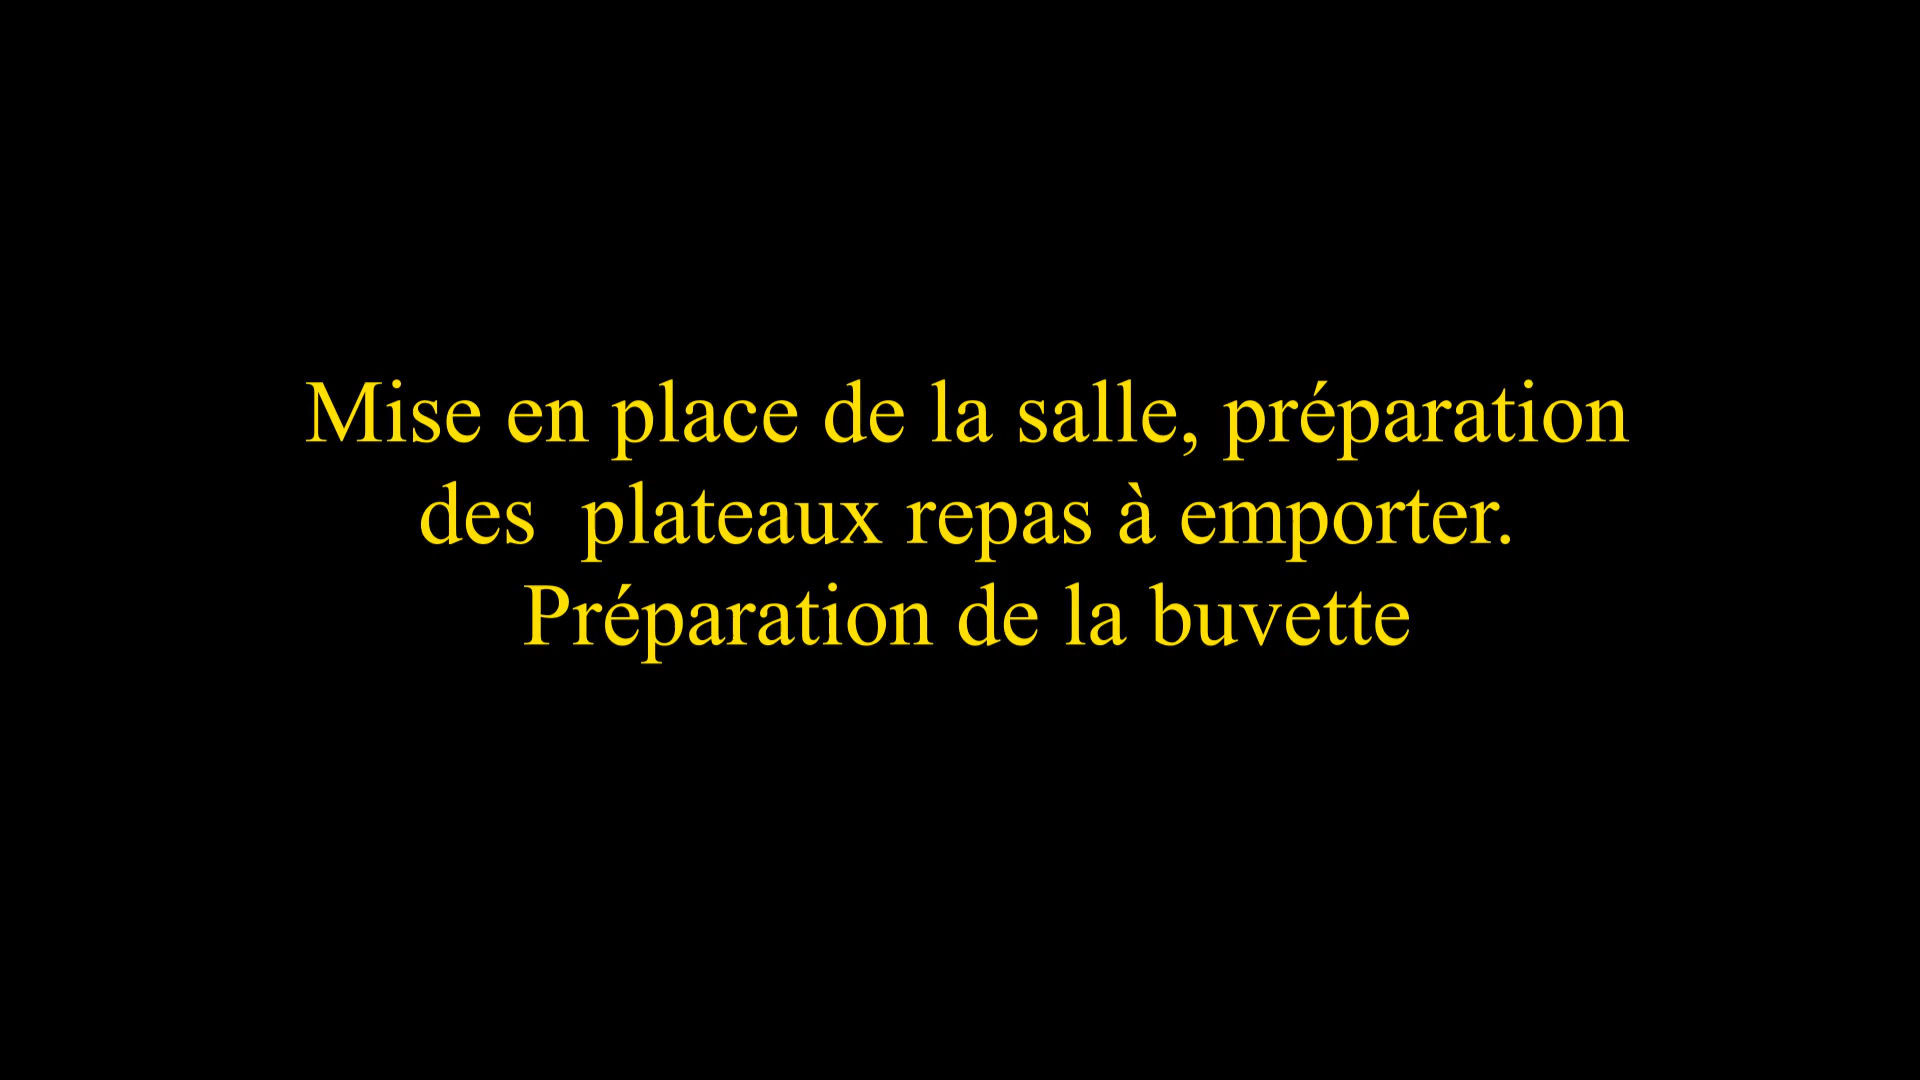 Mise en place de la salle, préparation
des  plateaux repas à emporter.
Préparation de la buvette